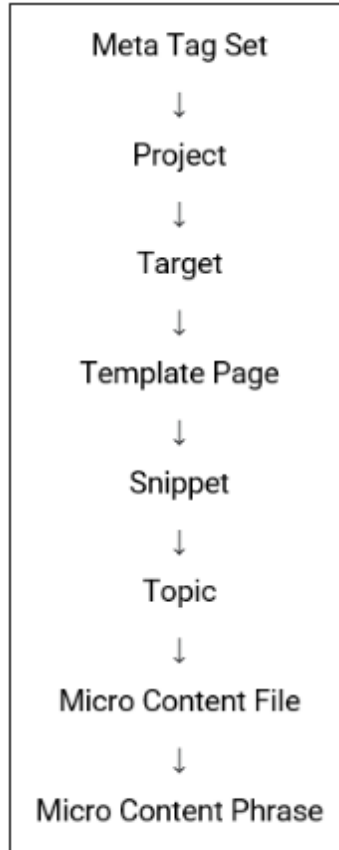 Meta Tag Set
↓
Project
↓
Target
↓
Template Page
↓
Snippet
↓
Topic
↓
Micro Content File
↓
Micro Content Phrase